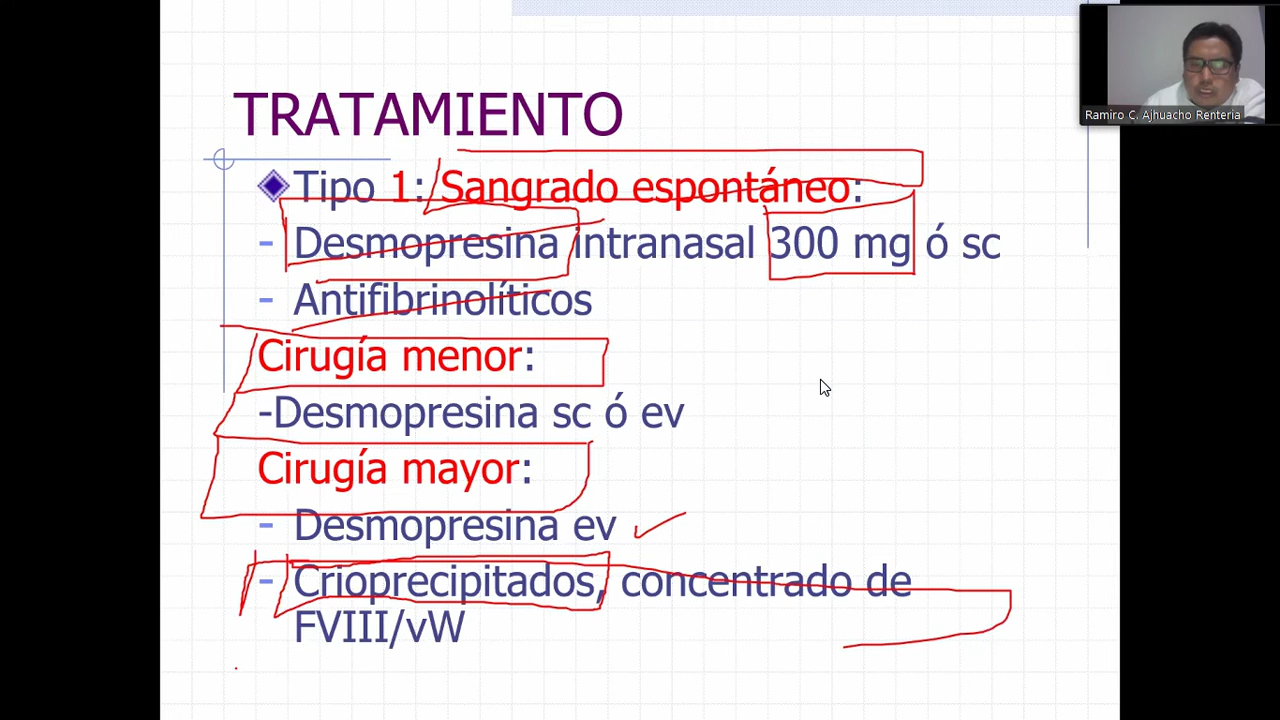 TRATAMIENTO
Tipo 1: Sangrado espontáneo:
- Desmopresina intranasal 300 mg ó sc
- Antifibrinolíticos
Cirugía menor:
-Desmopresina sc ó ev
Cirugía mayor:
- Desmopresina ev
- Crioprecipitados, concentrado de
FVIII/vW
Ramiro C. Ajhuacho Renteria